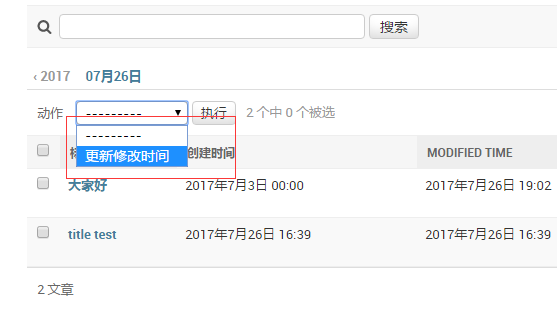 搜索
‹ 2017 07月26日
动作 --------- 执行 2 个中 0 个被选
---------
更新修改时间
创建时间 MODIFIED TIME
大家好 2017年7月3日 00:00 2017年7月26日 19:02
title test 2017年7月26日 16:39 2017年7月26日 16:39
2 文章